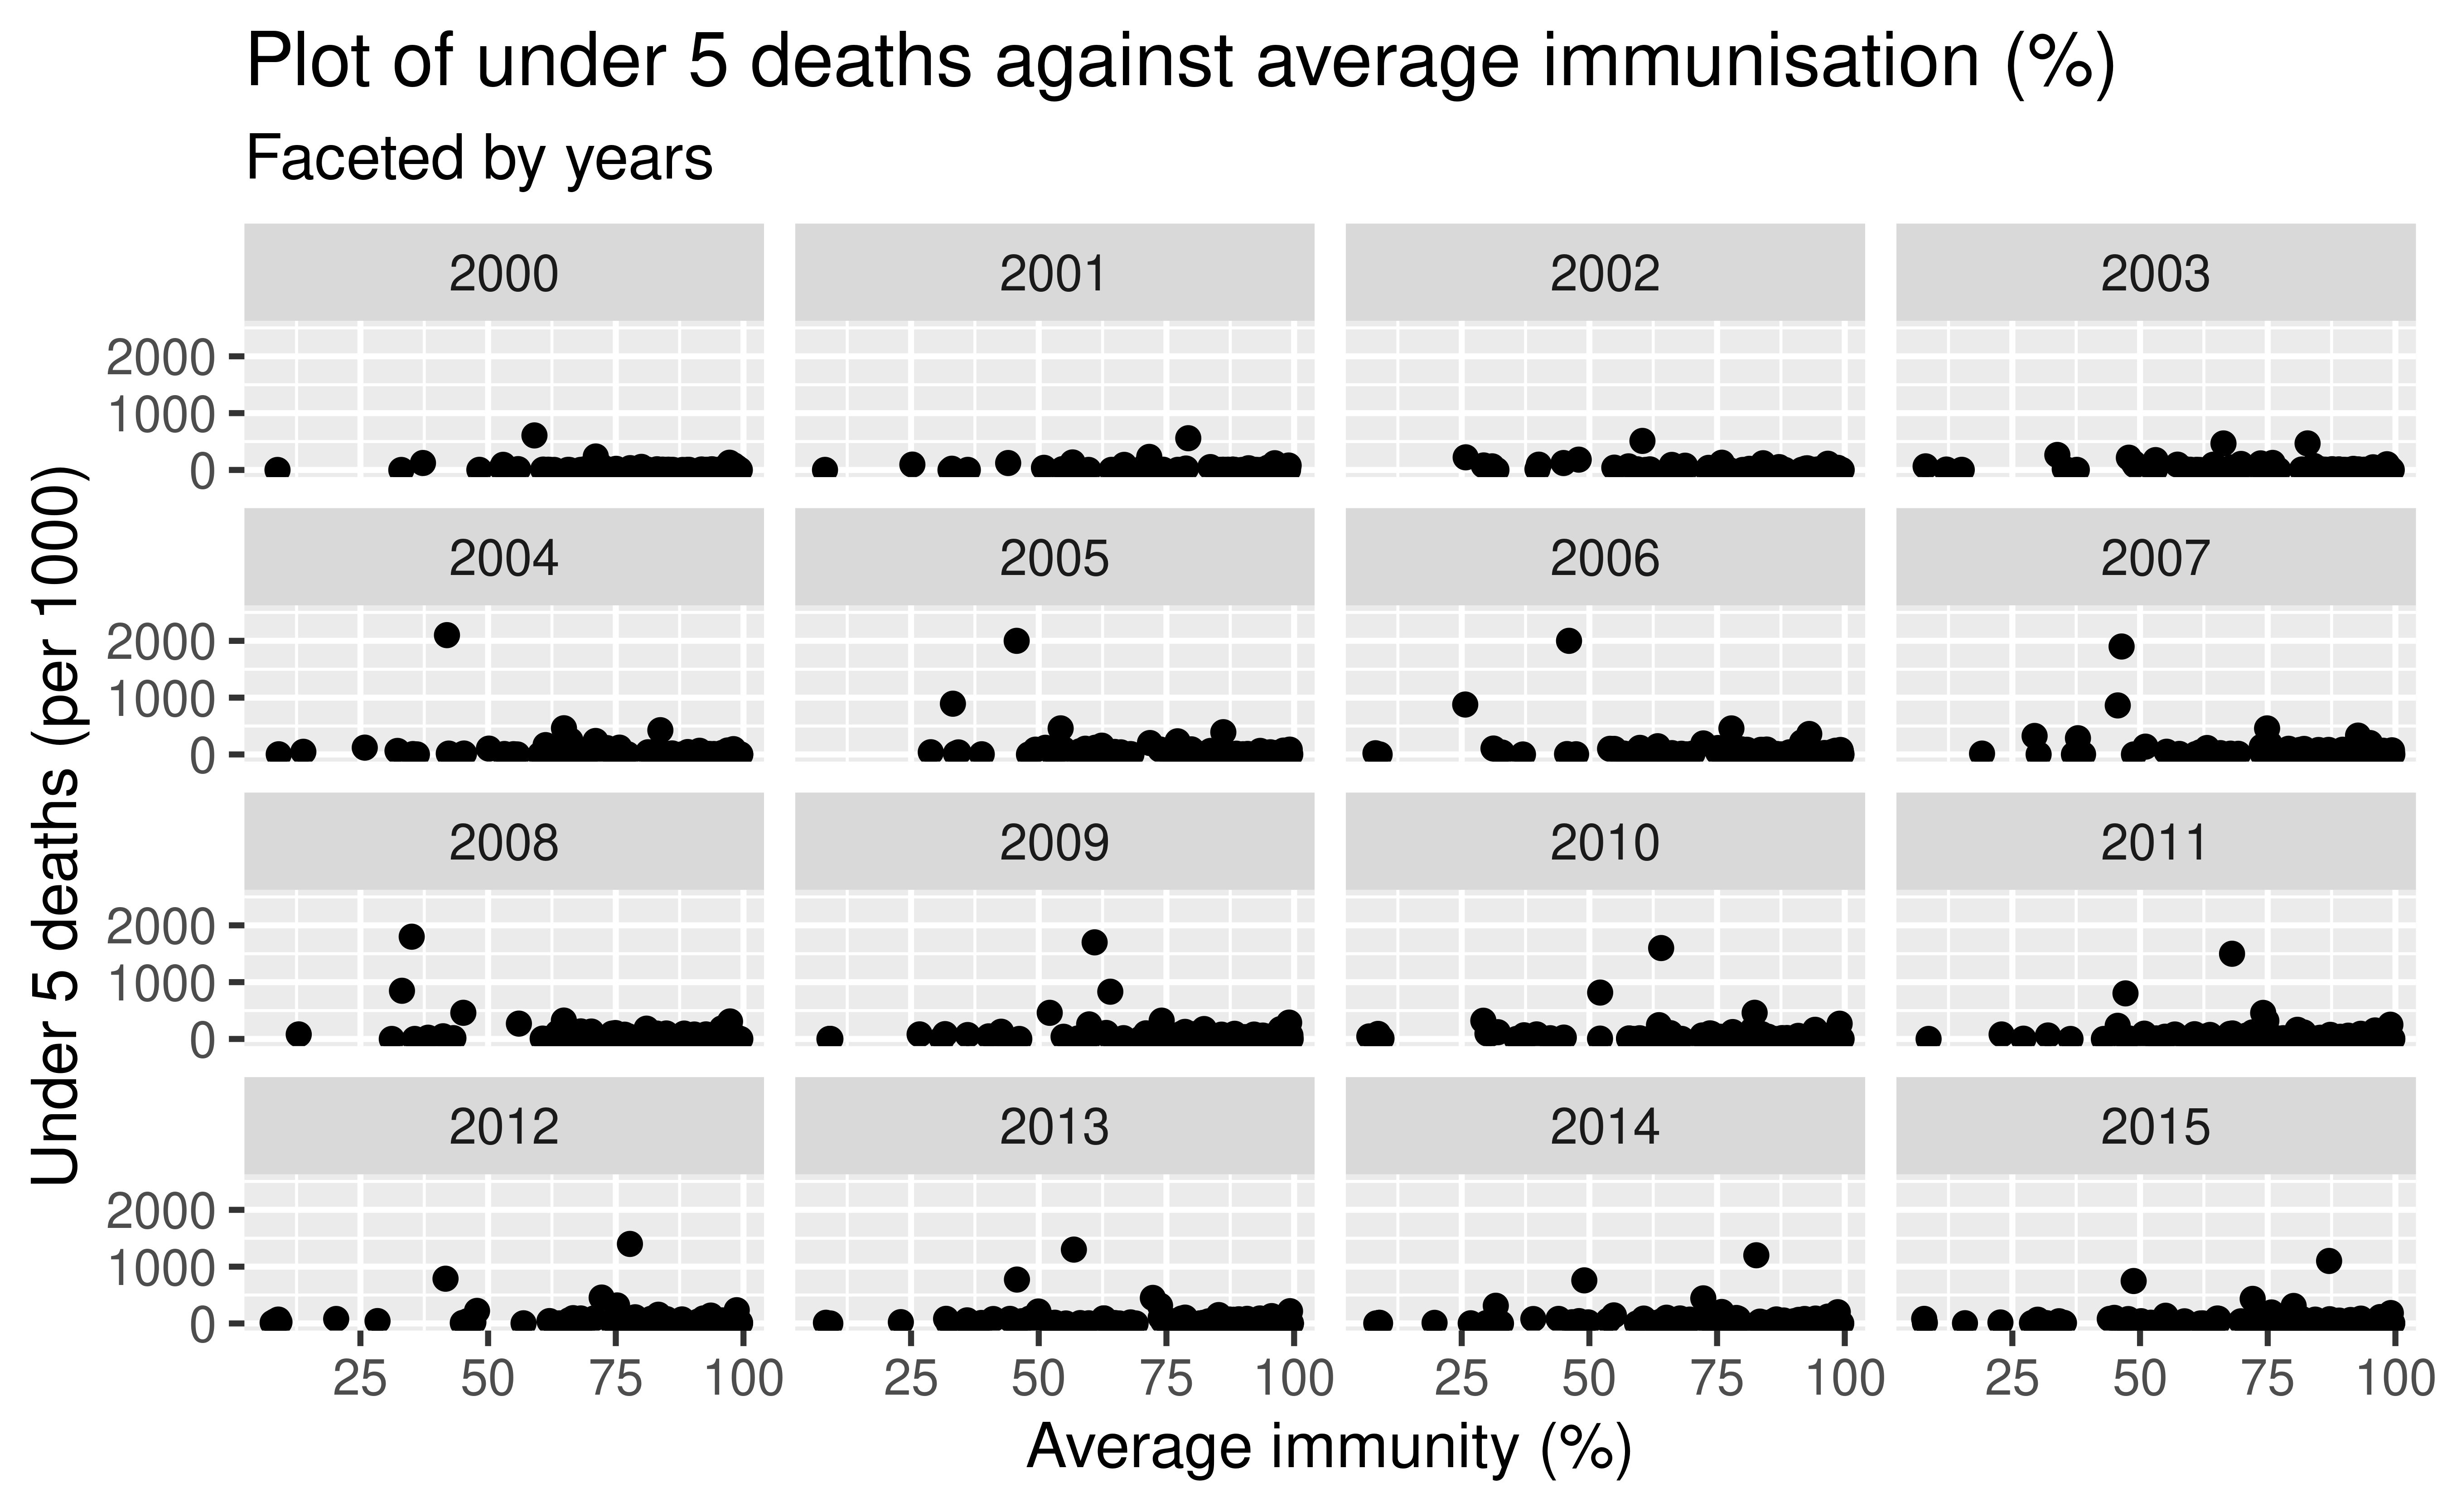 Plot of under 5 deaths against average immunisation (%)
Faceted by years
2000 2001 2002 2003
2000
1000
0
2004 2005 2006 2007
2000
1000
0
2008 2009 2010 2011
2000
1000
0
2012 2013 2014 2015
2000
1000
0
25 50 75 100 25 50 75 100 25 50 75 100 25 50 75 100
Average immunity (%)
Under 5 deaths (per 1000)